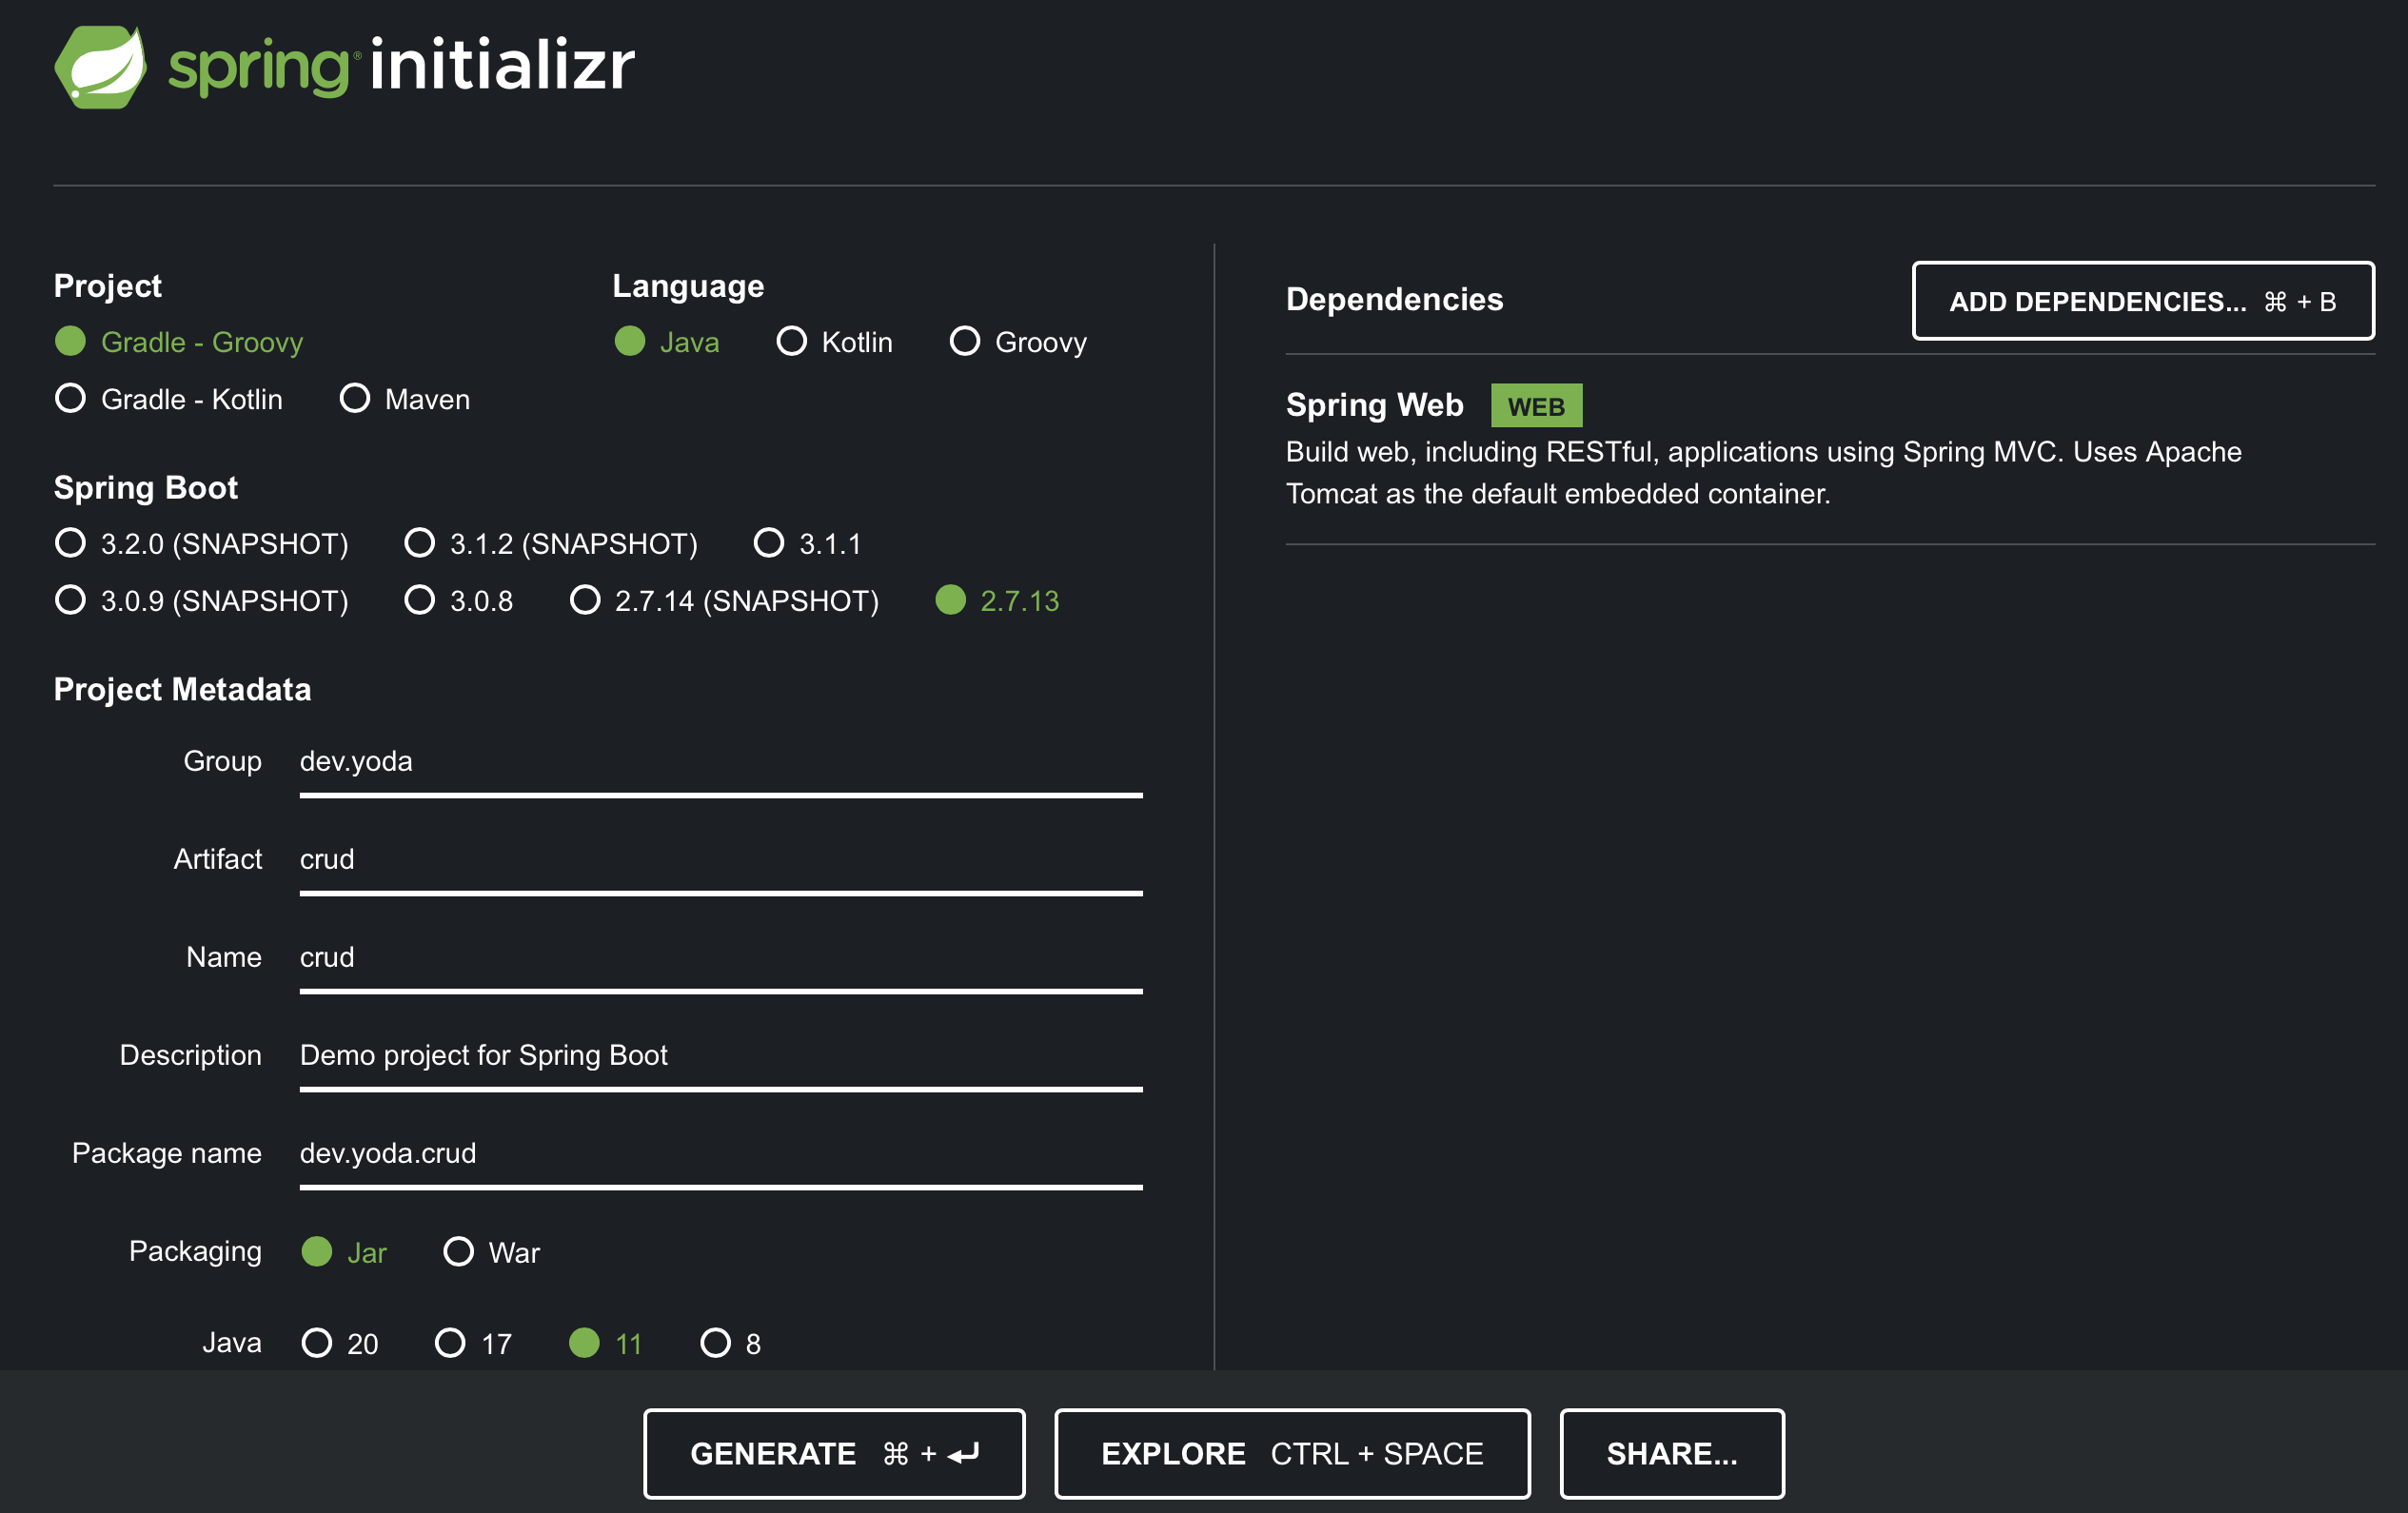 spring® initializr
Project
Gradle - Groovy
Gradle - Kotlin Maven
Language
Java Kotlin Groovy
Spring Boot
3.2.0 (SNAPSHOT) 3.1.2 (SNAPSHOT) 3.1.1
3.0.9 (SNAPSHOT) 3.0.8 2.7.14 (SNAPSHOT) 2.7.13
Project Metadata
Group dev.yoda
Artifact crud
Name crud
Description Demo project for Spring Boot
Package name dev.yoda.crud
Packaging Jar War
Java 20 17 11 8
Dependencies ADD DEPENDENCIES... ⌘ + B
Spring Web WEB
Build web, including RESTful, applications using Spring MVC. Uses Apache
Tomcat as the default embedded container.
GENERATE ⌘ + ↵ EXPLORE CTRL + SPACE SHARE...